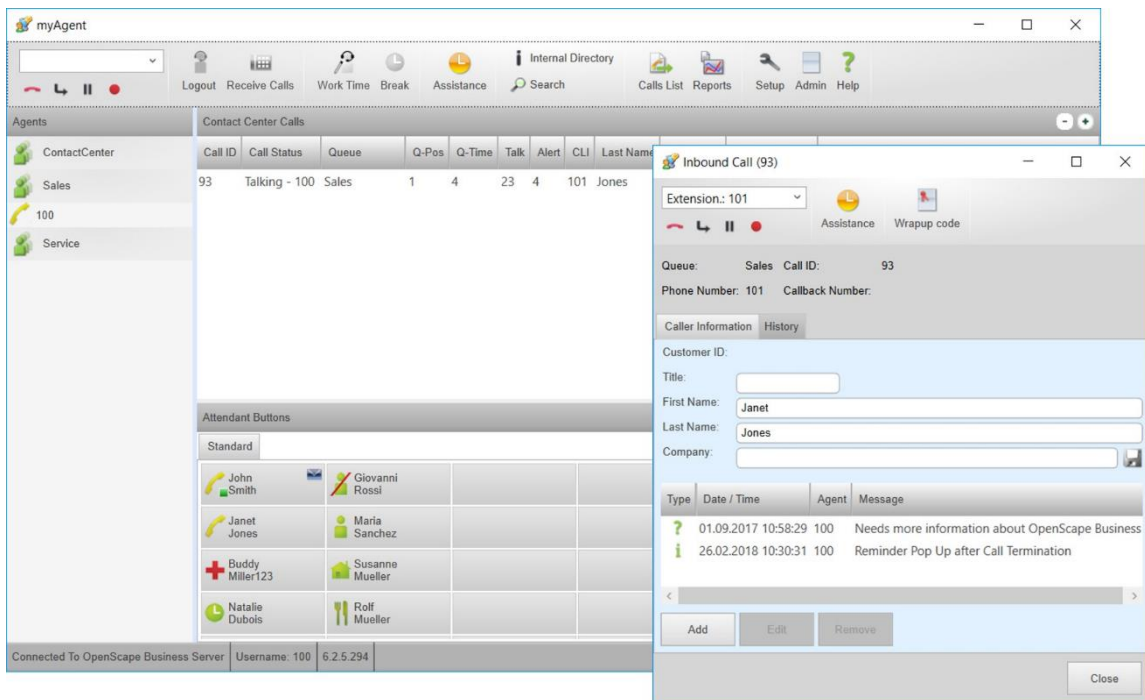 myAgent
Internal Directory
Logout Receive Calls Work Time Break Assistance Search Calls List Reports Setup Admin Help
Agents
ContactCenter
Sales
100
Service
Contact Center Calls
Call ID Call Status Queue Q-Pos Q-Time Talk Alert CLI Last Name
93 Talking - 100 Sales 1 4 23 4 101 Jones
Attendant Buttons
Standard
John Smith Giovanni Rossi
Janet Jones Maria Sanchez
Buddy Miller123 Susanne Mueller
Natalie Dubois Rolf Mueller
Connected To OpenScape Business Server Username: 100 6.2.5.294
Inbound Call (93)
Extension.: 101
Assistance Wrapup code
Queue: Sales Call ID: 93
Phone Number: 101 Callback Number:
Caller Information History
Customer ID:
Title:
First Name: Janet
Last Name: Jones
Company:
Type Date / Time Agent Message
01.09.2017 10:58:29 100 Needs more information about OpenScape Business
26.02.2018 10:30:31 100 Reminder Pop Up after Call Termination
Add Edit Remove
Close